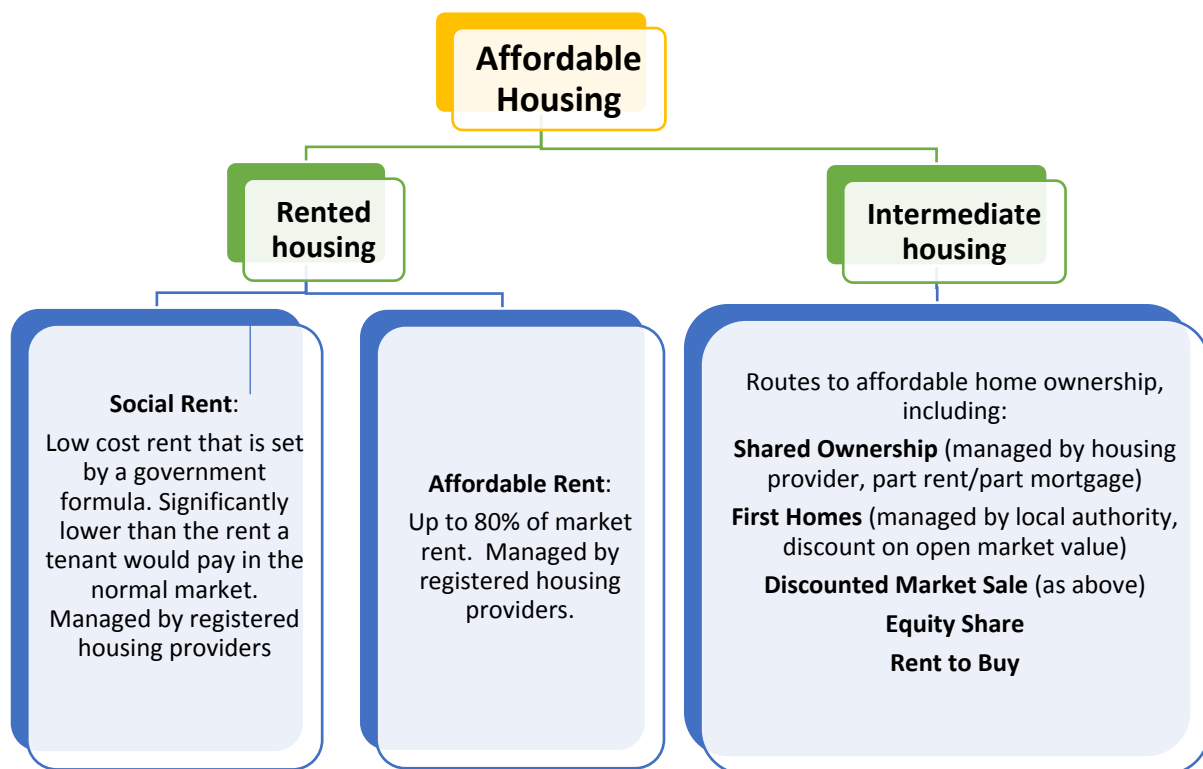 Affordable
Housing
Rented
housing
Intermediate
housing
Social Rent:
Low cost rent that is set
by a government
formula. Significantly
lower than the rent a
tenant would pay in the
normal market.
Managed by registered
housing providers
Affordable Rent:
Up to 80% of market
rent.  Managed by
registered housing
providers.
Routes to affordable home ownership,
including:
Shared Ownership (managed by housing
provider, part rent/part mortgage)
First Homes (managed by local authority,
discount on open market value)
Discounted Market Sale (as above)
Equity Share
Rent to Buy